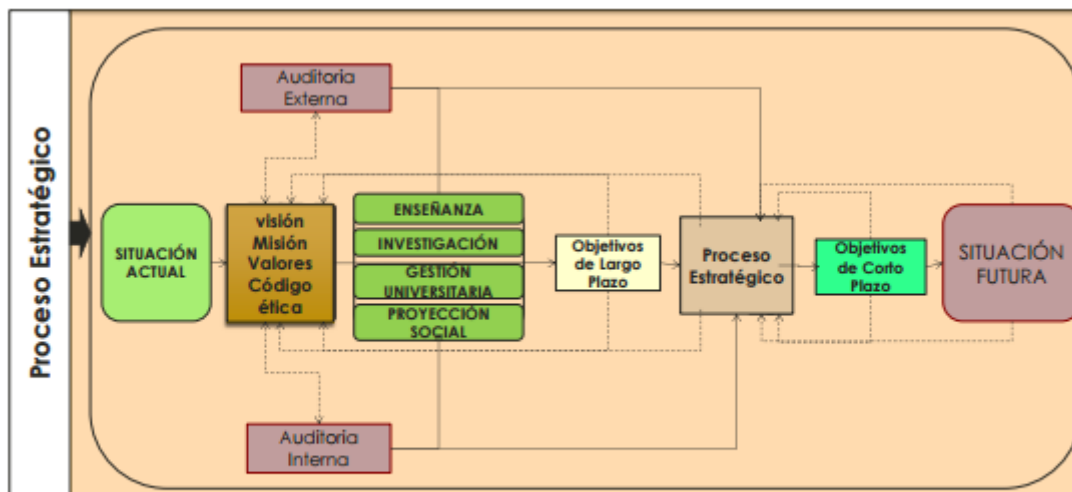 Proceso Estratégico
Auditoria
Externa
SITUACIÓN
ACTUAL
visión
Misión
Valores
Código
ética
ENSEÑANZA
INVESTIGACIÓN
GESTIÓN
UNIVERSITARIA
PROYECCIÓN
SOCIAL
Objetivos
de Largo
Plazo
Proceso
Estratégico
Objetivos
de Corto
Plazo
SITUACIÓN
FUTURA
Auditoria
Interna